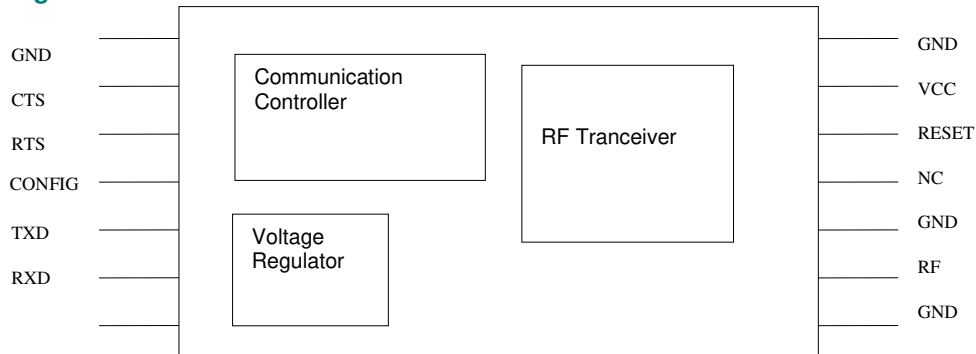 GND
CTS
RTS
CONFIG
TXD
RXD
Communication
Controller
Voltage
Regulator
RF Tranceiver
GND
VCC
RESET
NC
GND
RF
GND